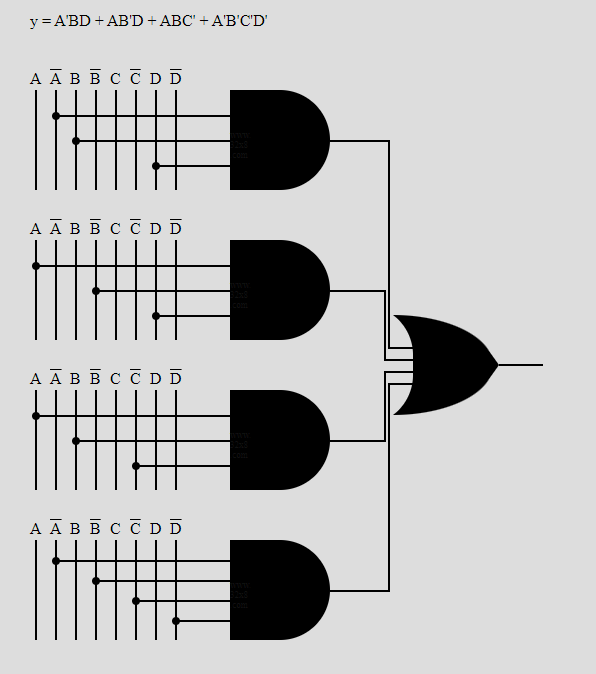 y = A'BD + AB'D + ABC' + A'B'C'D'
A A̅ B B̅ C C̅ D D̅
A A̅ B B̅ C C̅ D D̅
A A̅ B B̅ C C̅ D D̅
A A̅ B B̅ C C̅ D D̅